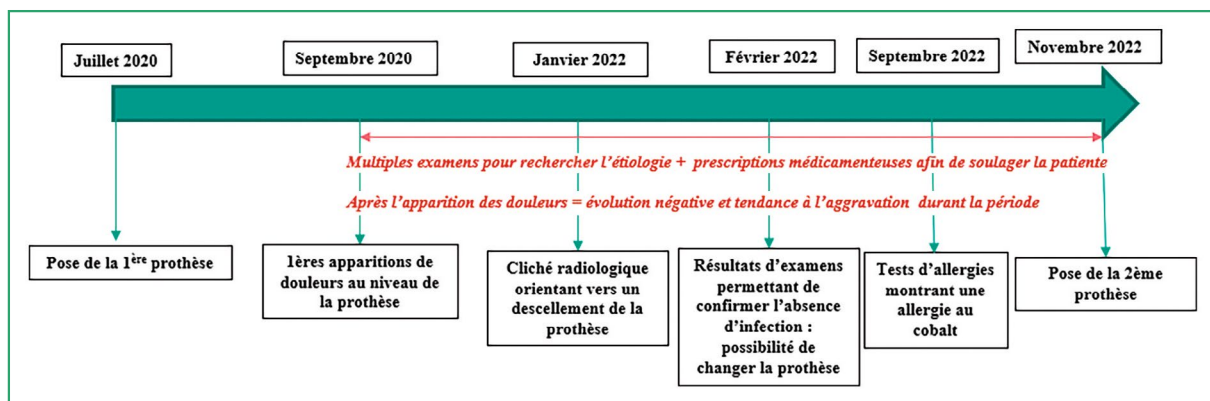 Juillet 2020
Septembre 2020
Janvier 2022
Février 2022
Septembre 2022
Novembre 2022
Multiples examens pour rechercher l'étiologie + prescriptions médicamenteuses afin de soulager la patiente
Après l'apparition des douleurs = évolution négative et tendance à l'aggravation durant la période
Pose de la 1ère prothèse
1ères apparitions de
douleurs au niveau de
la prothèse
Cliché radiologique
orientant vers un
descellement de la
prothèse
Résultats d'examens
permettant de
confirmer l'absence
d'infection :
possibilité de
changer la prothèse
Tests d'allergies
montrant une
allergie au
cobalt
Pose de la 2ème
prothèse